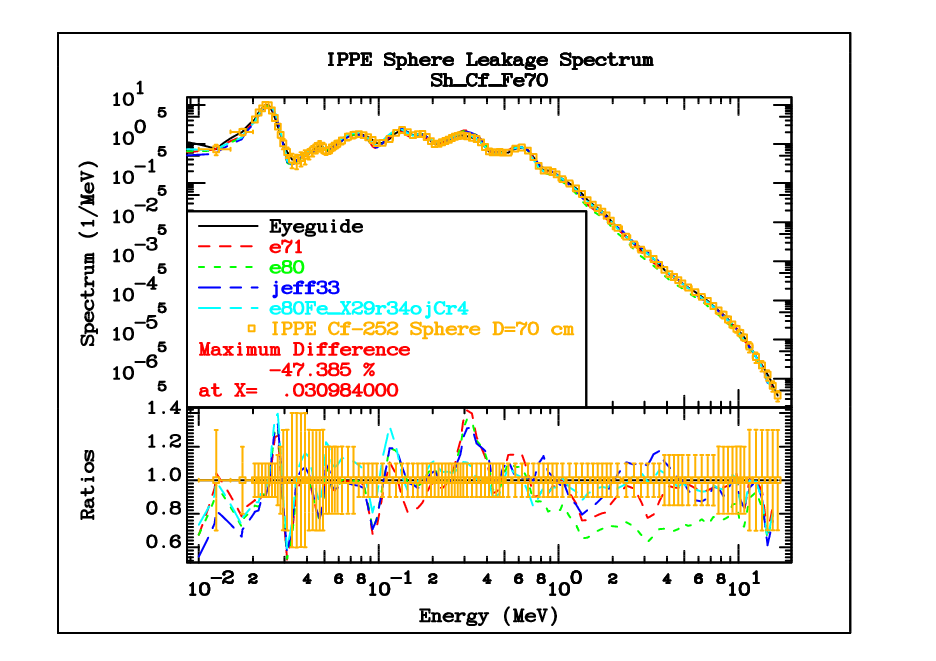 IPPE Sphere Leakage Spectrum
Sh_Cf_Fe70
10^1
5
10^0
5
10^-1
5
10^-2
5
10^-3
5
10^-4
5
10^-5
5
10^-6
5
Spectrum (1/MeV)
Eyeguide
e71
e80
jeff33
e80Fe_X29r34ojCr4
IPPE Cf-252 Sphere D=70 cm
Maximum Difference
-47.385 %
at X= .030984000
1.4
1.2
1.0
0.8
0.6
Ratios
10^-2 2 4 6 8 10^-1 2 4 6 8 10^0 2 4 6 8 10^1
Energy (MeV)